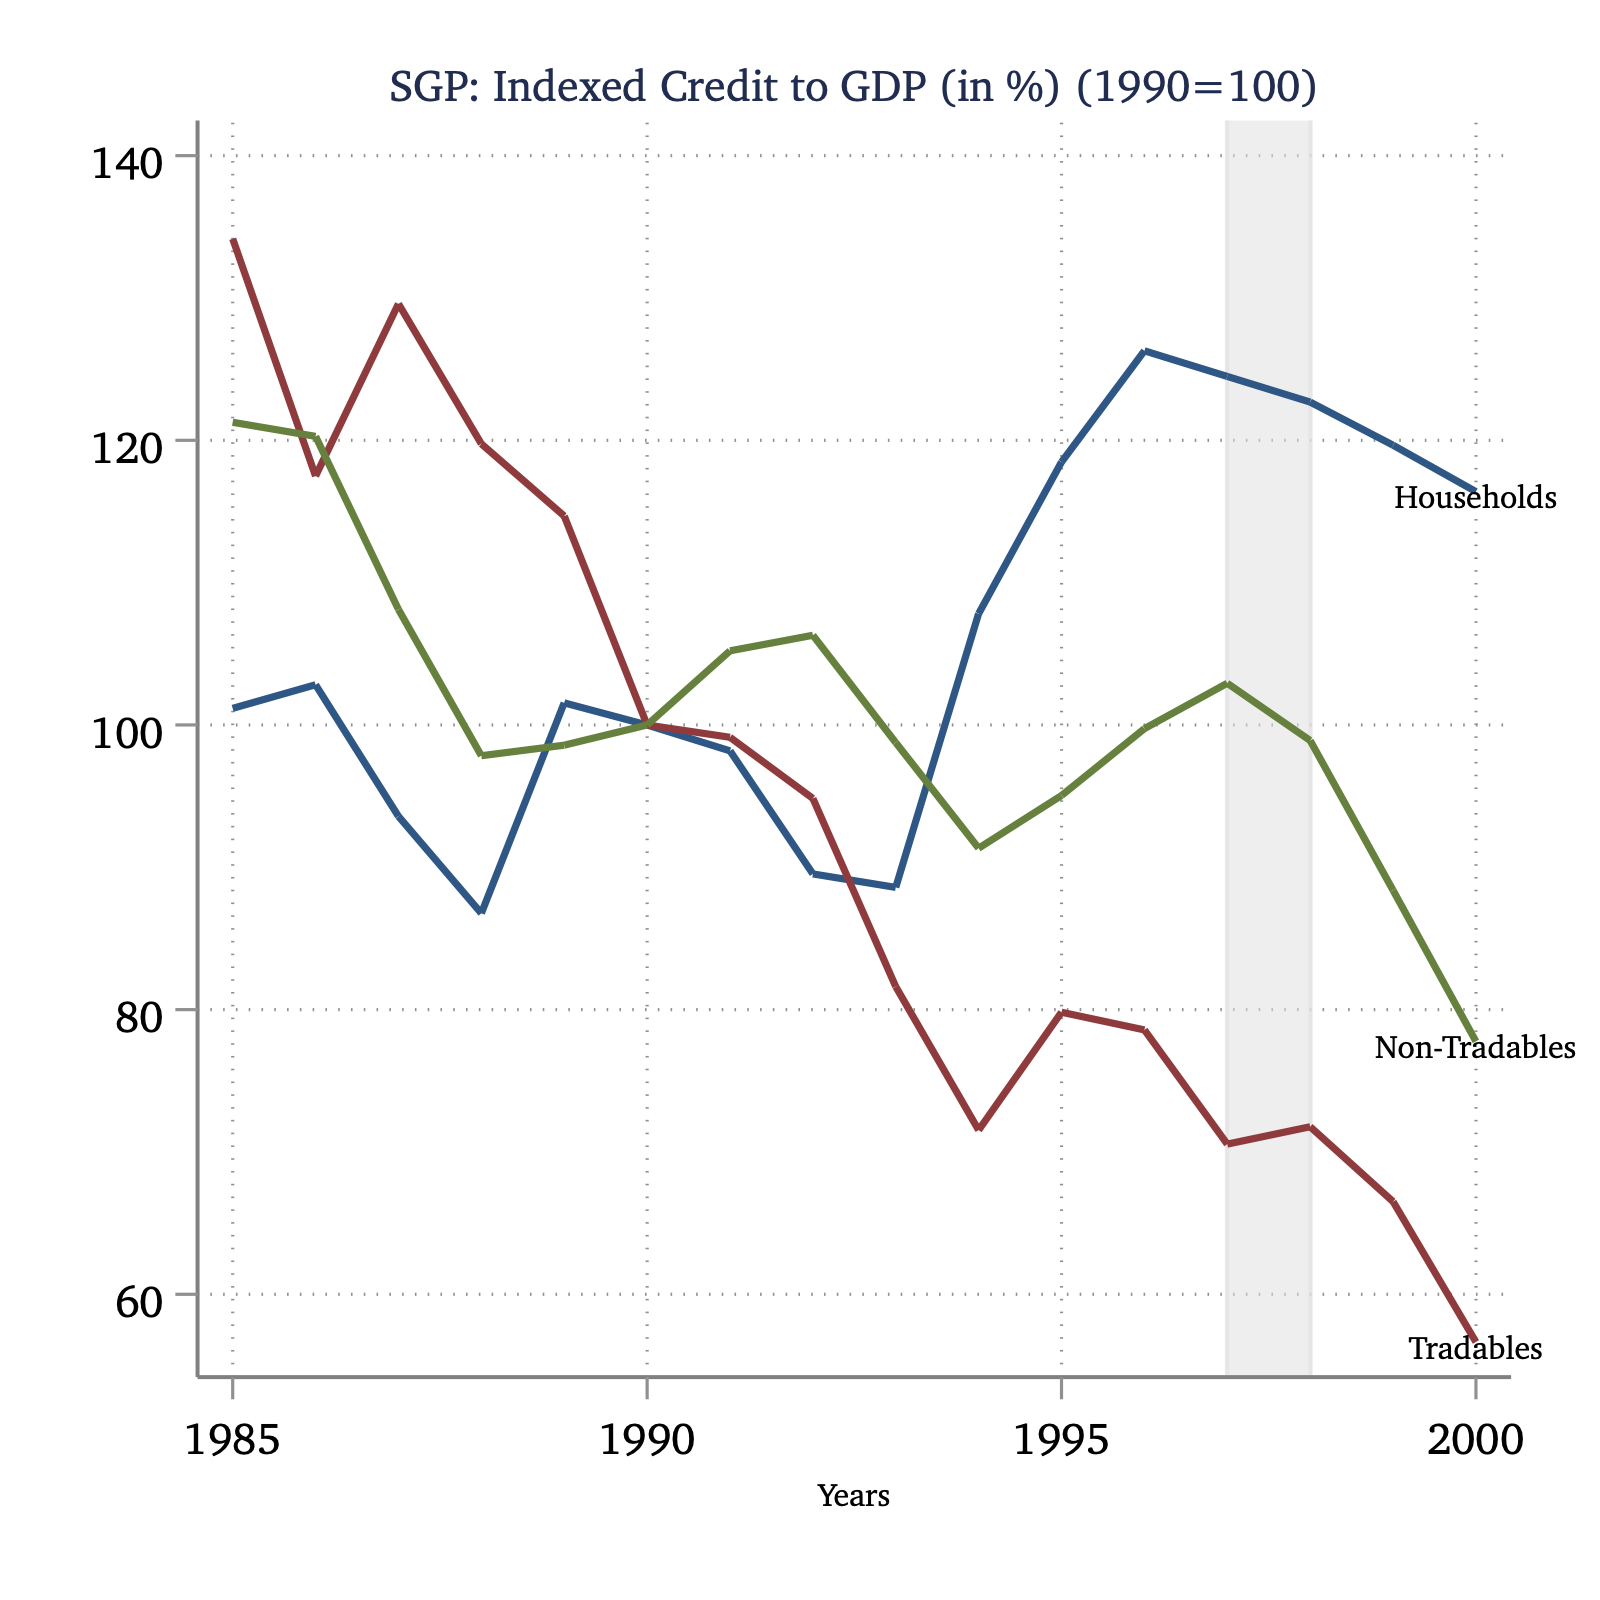 SGP: Indexed Credit to GDP (in %) (1990=100)
140
120
100
80
60
Households
Non-Tradables
Tradables
1985 1990 1995 2000
Years